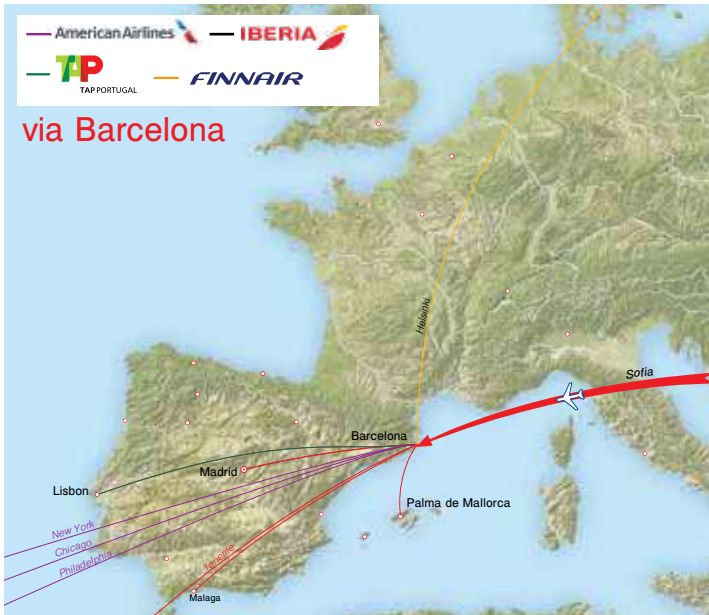 American Airlines
IBERIA
TAP
TAP PORTUGAL
FINNAIR
via Barcelona
Helsinki
Sofia
Barcelona
Madrid
Lisbon
Palma de Mallorca
New York
Chicago
Philadelphia
Tenerife
Malaga